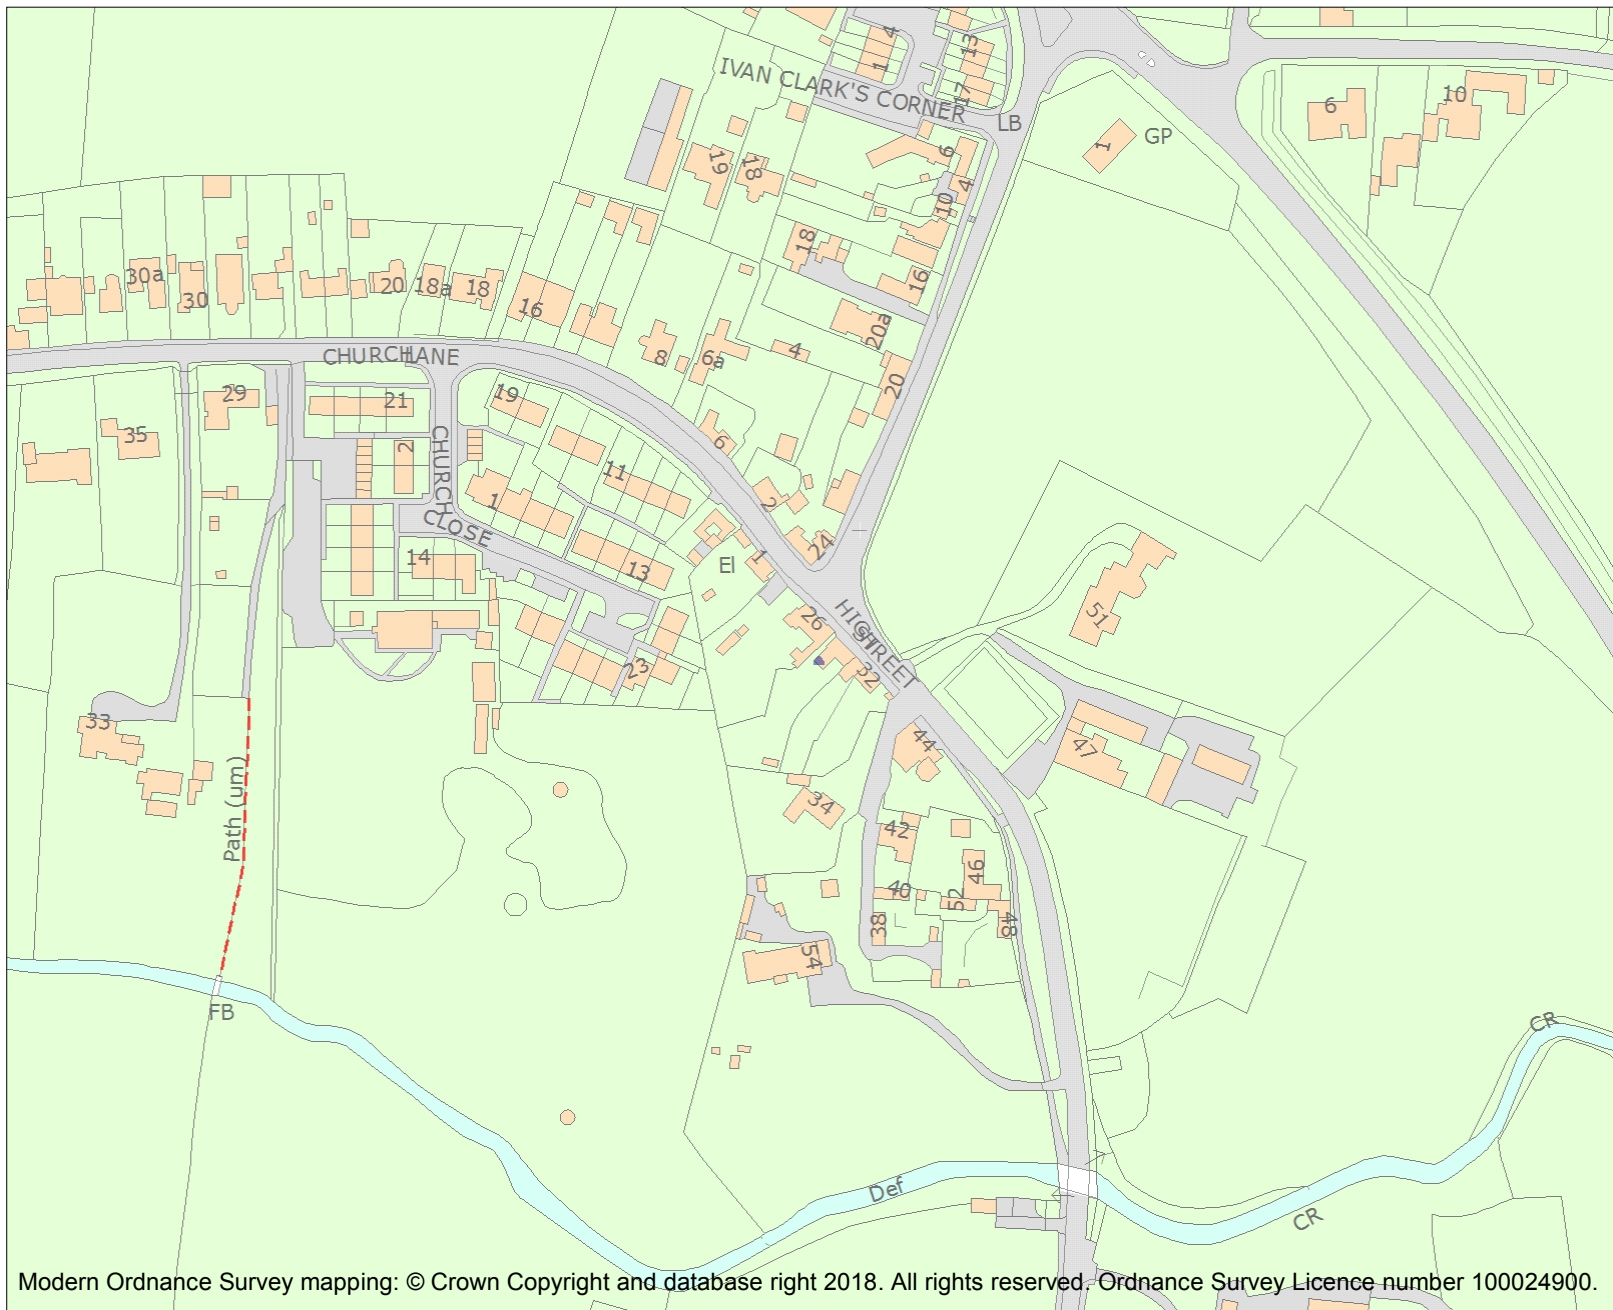 4
1
13
17
IVAN CLARK'S CORNER
LB
GP
1
6
10
19
18
6
4
10
18
16
30a
30
20
18a
18
16
20a
8
6a
4
20
CHURCH LANE
29
21
19
35
2
CHURCH
CLOSE
1
11
6
2
24
14
13
El
1
51
26
HIGH
STREET
32
23
33
44
47
Path (um)
34
42
46
40
52
38
48
54
FB
CR
Def
CR
Modern Ordnance Survey mapping: © Crown Copyright and database right 2018. All rights reserved. Ordnance Survey Licence number 100024900.